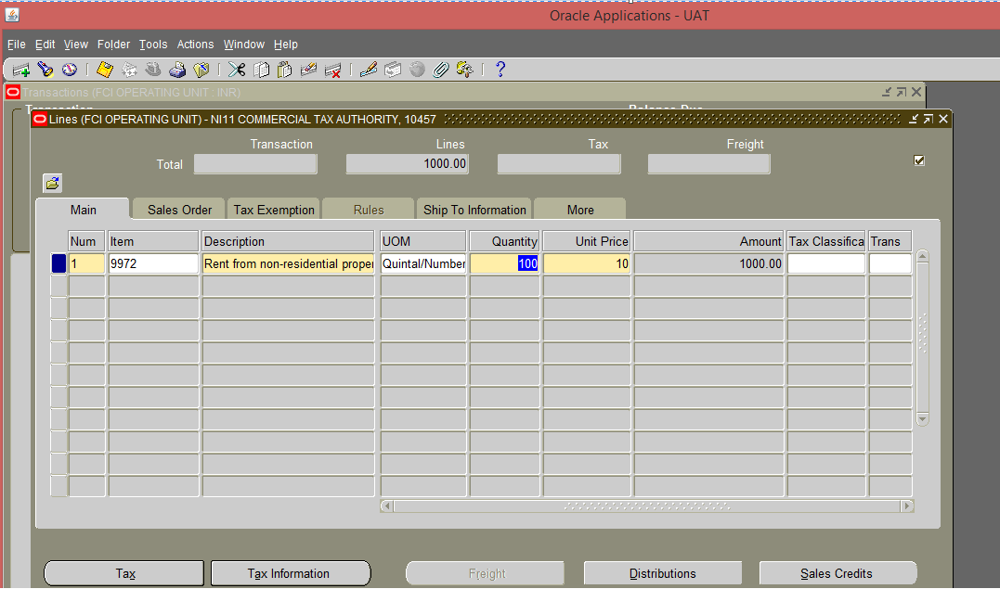 Oracle Applications - UAT
File Edit View Folder Tools Actions Window Help
Transactions (FCI OPERATING UNIT : INR)
Transaction Balance Due
Lines (FCI OPERATING UNIT) - NI11 COMMERCIAL TAX AUTHORITY, 10457
Transaction Lines Tax Freight
Total 1000.00
Main Sales Order Tax Exemption Rules Ship To Information More
Num Item Description UOM Quantity Unit Price Amount Tax Classifica Trans
1 9972 Rent from non-residential proper Quintal/Number 100 10 1000.00
Tax Tax Information Freight Distributions Sales Credits